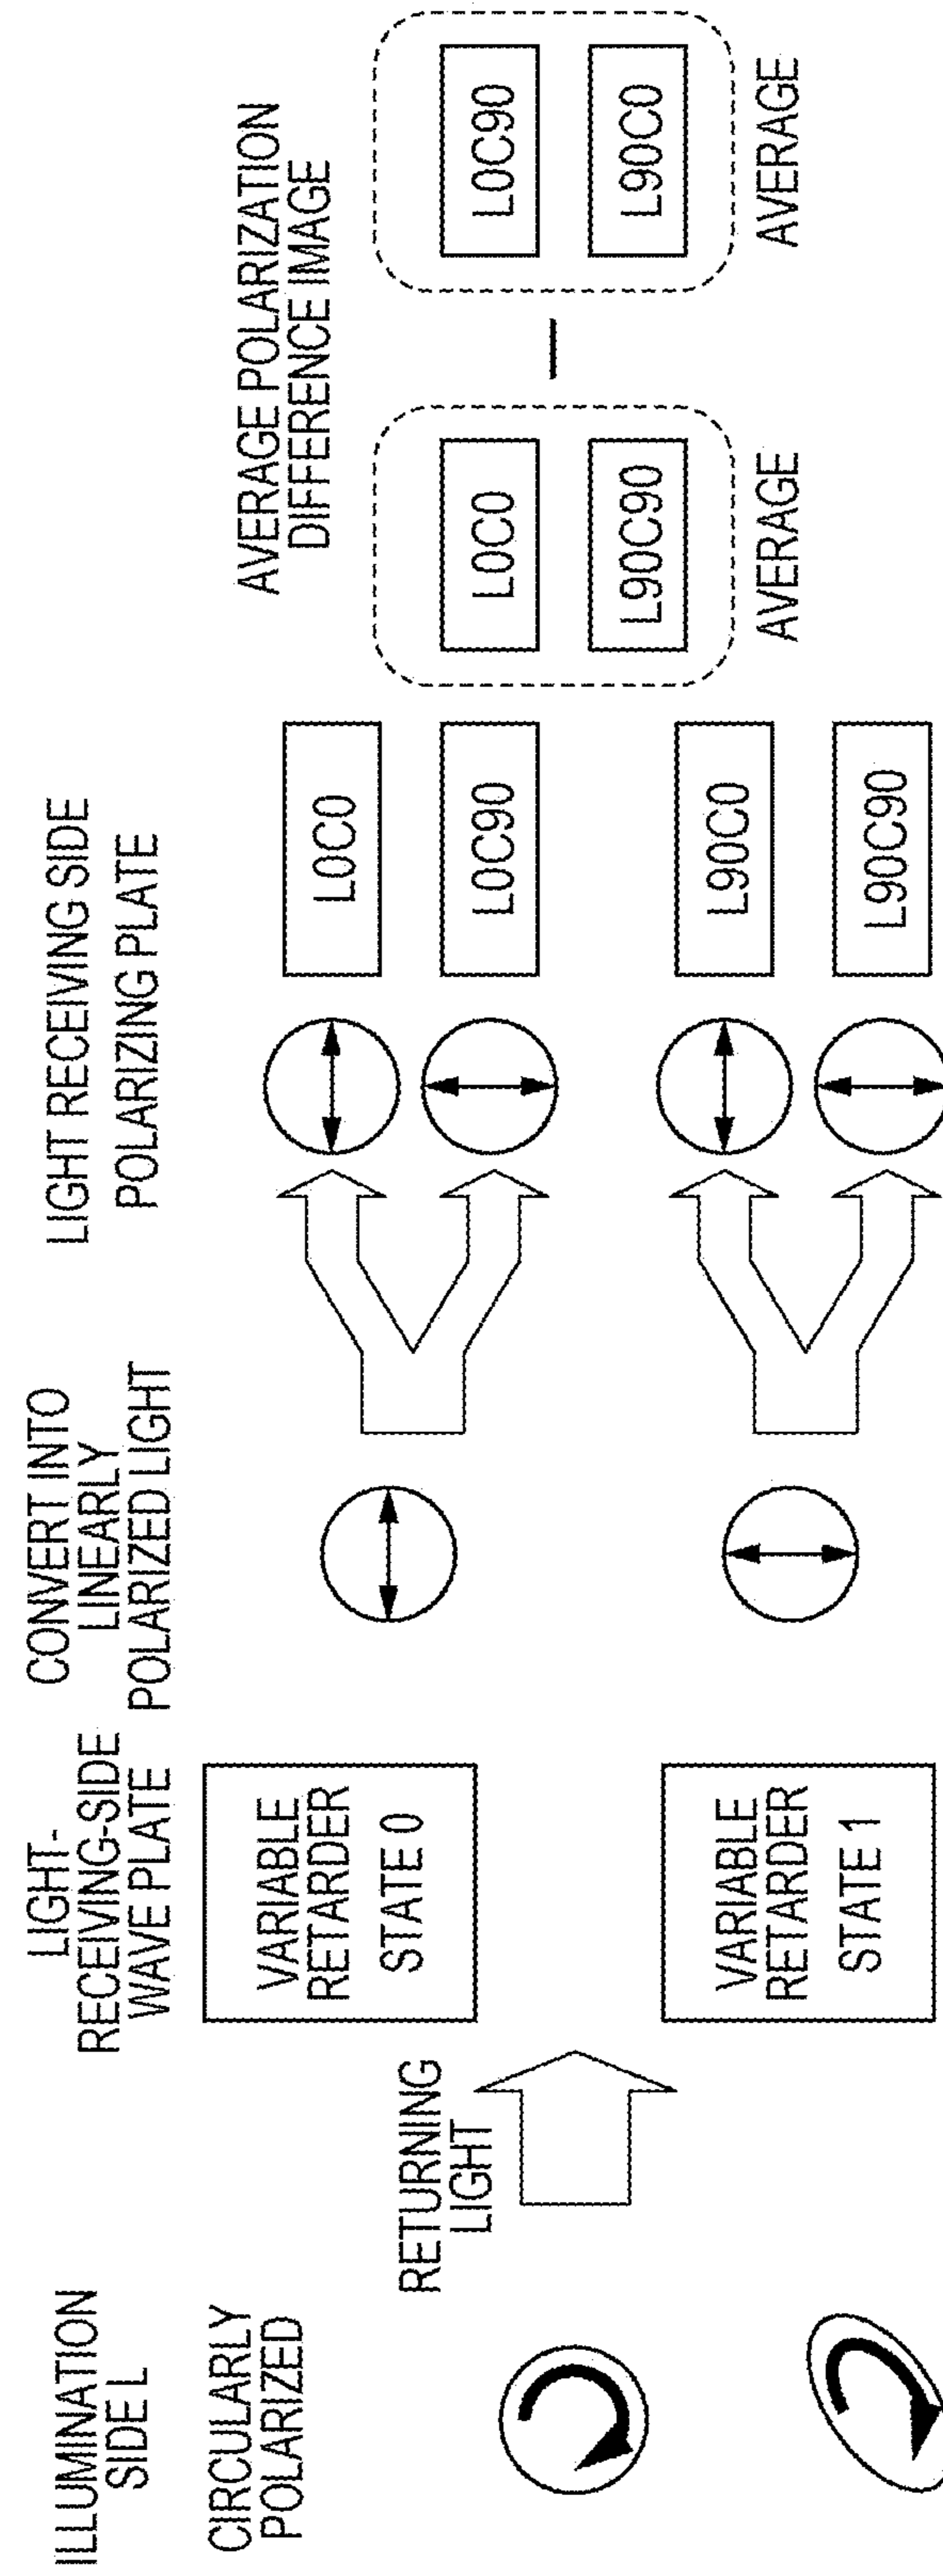 ILLUMINATION
SIDE L
CIRCULARLY
POLARIZED
RETURNING
LIGHT
LIGHT-
RECEIVING-SIDE
WAVE PLATE
VARIABLE
RETARDER
STATE 0
VARIABLE
RETARDER
STATE 1
CONVERT INTO
LINEARLY
POLARIZED LIGHT
LIGHT RECEIVING SIDE
POLARIZING PLATE
L0C0
L0C90
L90C0
L90C90
AVERAGE POLARIZATION
DIFFERENCE IMAGE
L0C0
L90C90
AVERAGE
—
L0C90
L90C0
AVERAGE